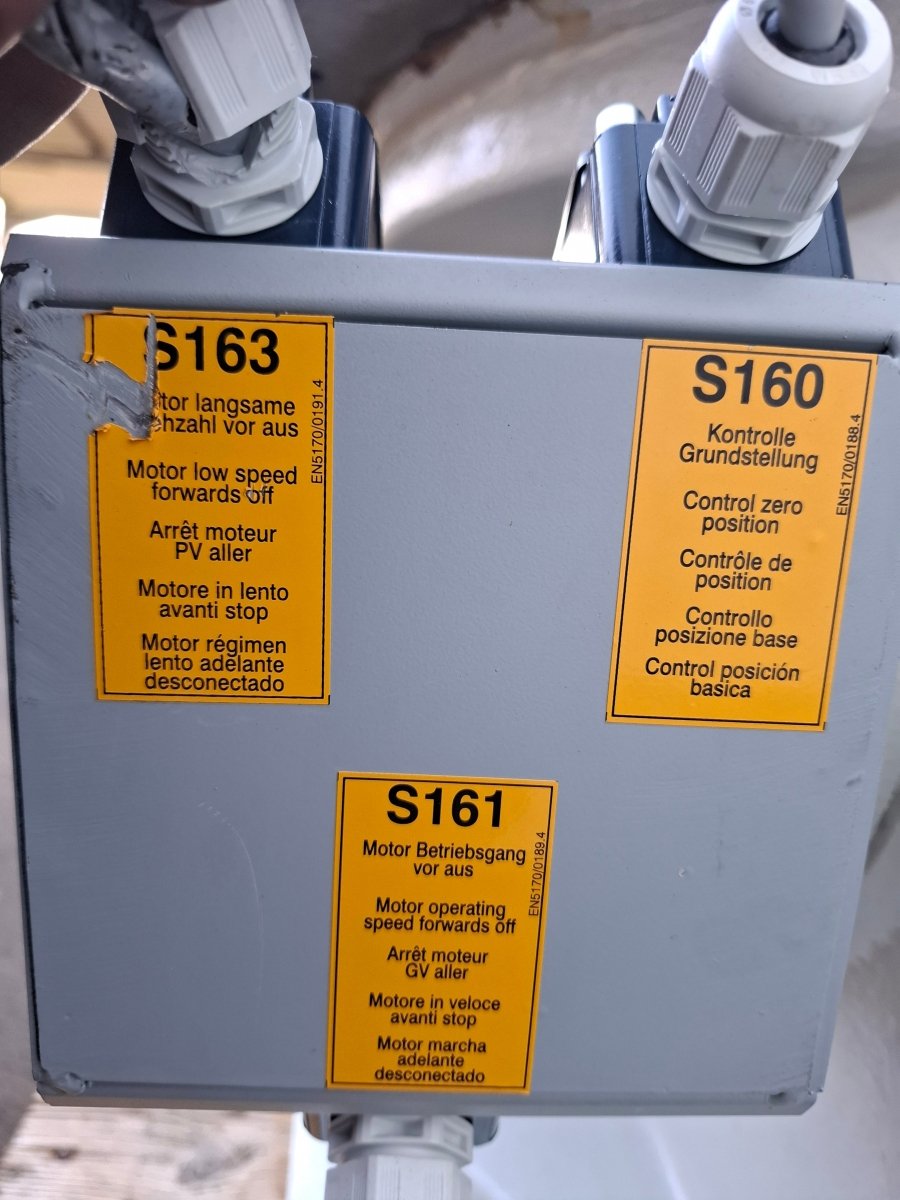 S163
langsame
vor aus
Motor low speed
forwards off
Arrêt moteur
PV aller
Motore in lento
avanti stop
Motor régimen
lento adelante
desconectado
EN5170/0191.4
S160
Kontrolle
Grundstellung
Control zero
position
Contrôle de
position
Controllo
posizione base
Control posición
basica
EN5170/0188.4
S161
Motor Betriebsgang
vor aus
Motor operating
speed forwards off
Arrêt moteur
GV aller
Motore in veloce
avanti stop
Motor marcha
adelante
desconectado
EN5170/0189.4